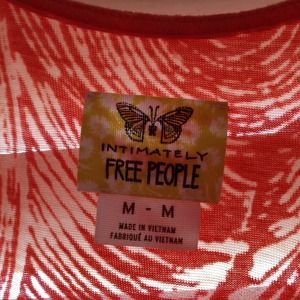 INTIMATELY
FREE PEOPLE
M - M
MADE IN VIETNAM
FABRIQUÉ AU VIETNAM